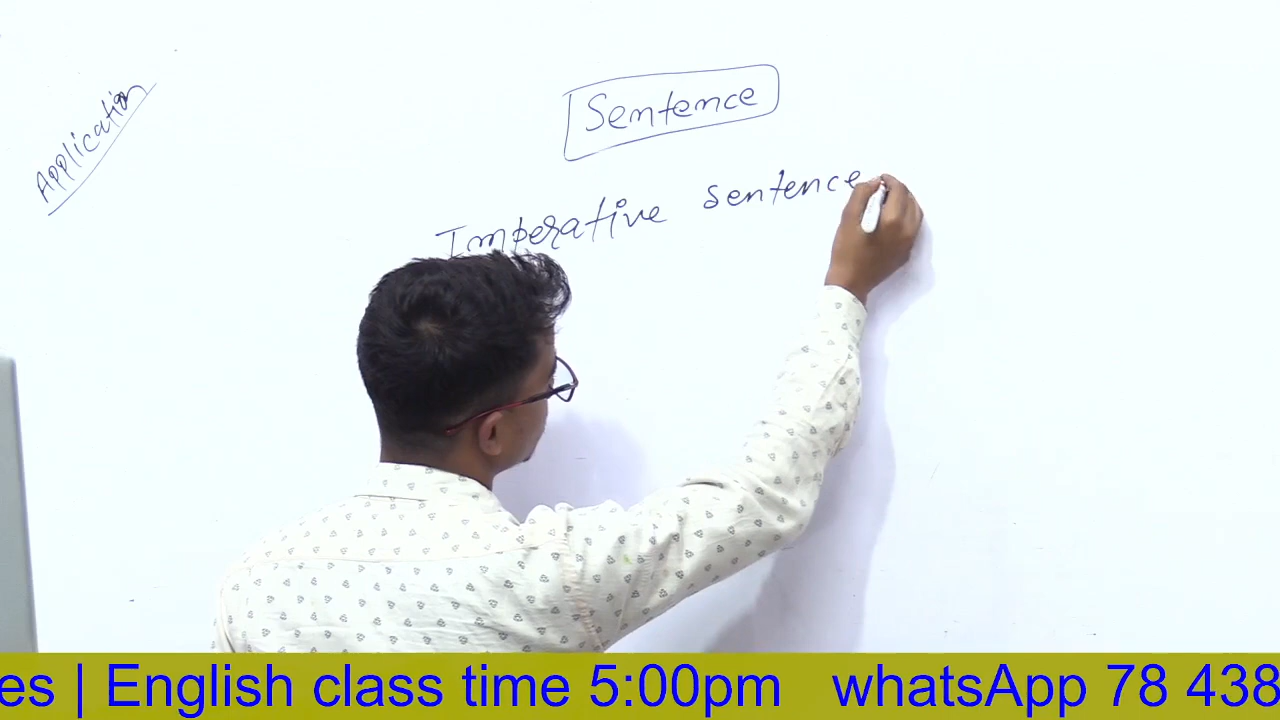 Application
Sentence
Imperative sentence
es | English class time 5:00pm whatsApp 78 438